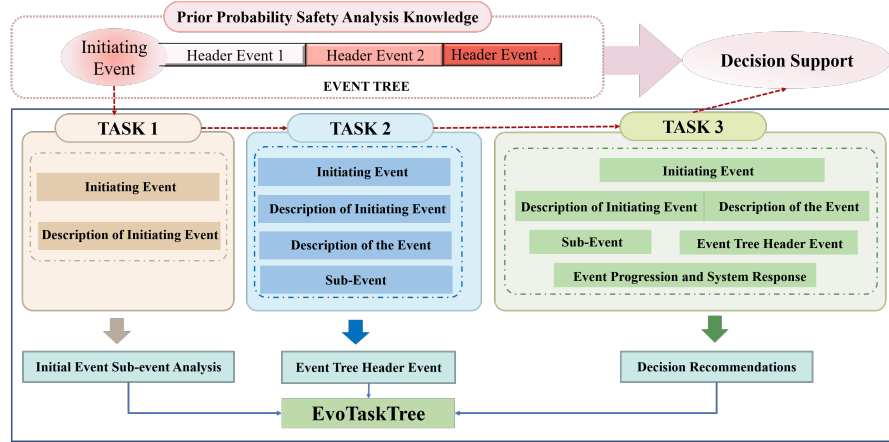 Prior Probability Safety Analysis Knowledge
Initiating
Event
Header Event 1
Header Event 2
Header Event ...
EVENT TREE
Decision Support
TASK 1
Initiating Event
Description of Initiating Event
TASK 2
Initiating Event
Description of Initiating Event
Description of the Event
Sub-Event
TASK 3
Initiating Event
Description of Initiating Event
Description of the Event
Sub-Event
Event Tree Header Event
Event Progression and System Response
Initial Event Sub-event Analysis
Event Tree Header Event
Decision Recommendations
EvoTaskTree